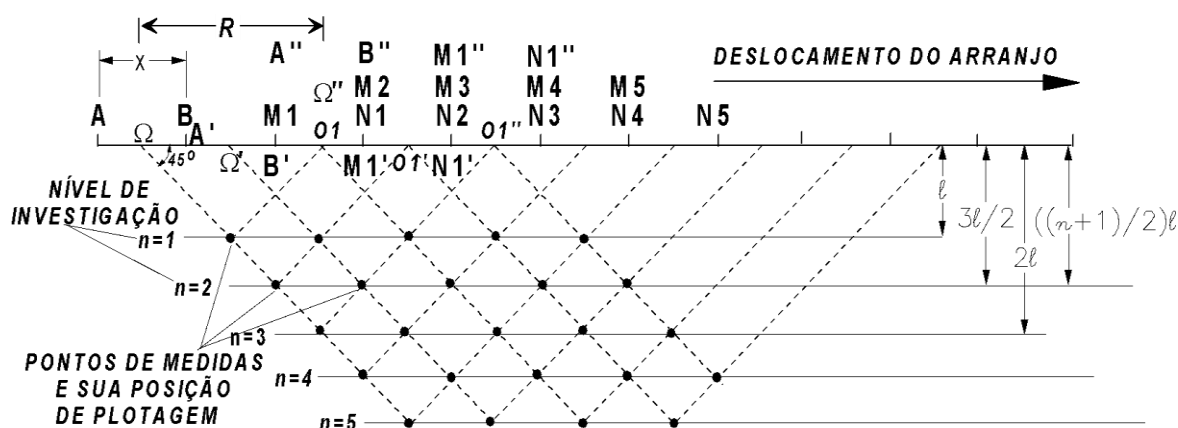 R
A'' B'' M1'' N1''
DESLOCAMENTO DO ARRANJO
X
Ω'' M2 M3 M4 M5
A B M1 N1 N2 N3 N4 N5
Ω A' O1 O1''
45º Ω' B' M1' O1' N1'
NÍVEL DE
INVESTIGAÇÃO
ℓ 3ℓ/2 2ℓ ((n+1)/2)ℓ
n=1
n=2
n=3
PONTOS DE MEDIDAS
E SUA POSIÇÃO
DE PLOTAGEM
n=4
n=5